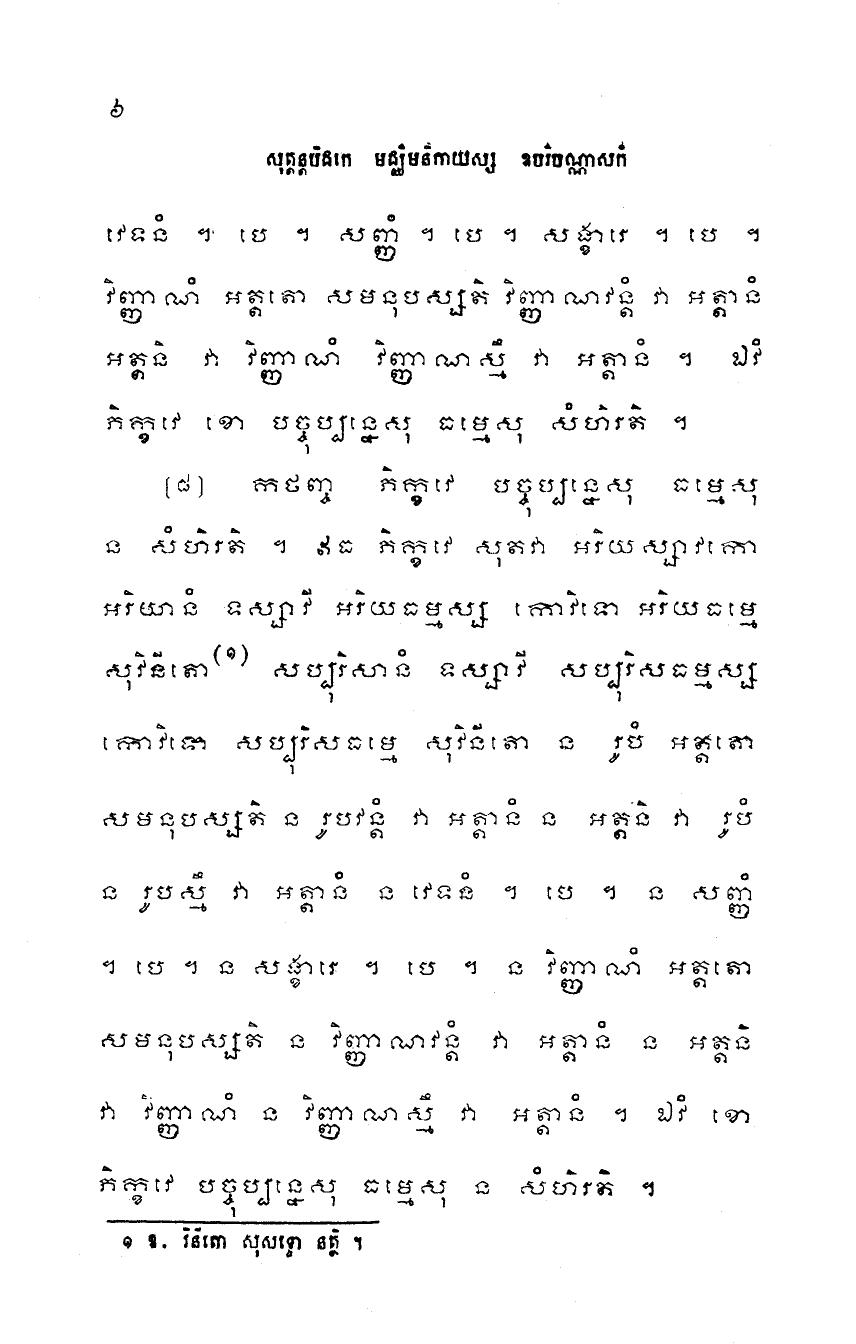 ៦
សុត្តន្តបិដកេ មជ្ឈិមនិកាយស្ស ឧបរិបណ្ណាសកំ
វេទនំ ។ បេ ។ សញ្ញំ ។ បេ ។ សង្ខារេ ។ បេ ។
វិញ្ញាណំ អត្តតោ សមនុបស្សតិ វិញ្ញាណវន្តំ វា អត្តានំ
អត្តនិ វា វិញ្ញាណំ វិញ្ញាណស្មឹ វា អត្តានំ ។ ឯវំ
ភិក្ខវេ ខោ បច្ចុប្បន្នេសុ ធម្មេសុ សំហិរតិ ។
(៨) កថញ្ច ភិក្ខវេ បច្ចុប្បន្នេសុ ធម្មេសុ
ន សំហិរតិ ។ ឥធ ភិក្ខវេ សុតវា អរិយស្សាវកោ
អរិយានំ ទស្សាវី អរិយធម្មស្ស កោវិទោ អរិយធម្មេ
សុវិនីតោ(១) សប្បុរិសានំ ទស្សាវី សប្បុរិសធម្មស្ស
កោវិទោ សប្បុរិសធម្មេ សុវិនីតោ ន រូបំ អត្តតោ
សមនុបស្សតិ ន រូបវន្តំ វា អត្តានំ ន អត្តនិ វា រូបំ
ន រូបស្មឹ វា អត្តានំ ន វេទនំ ។ បេ ។ ន សញ្ញំ
។ បេ ។ ន សង្ខារេ ។ បេ ។ ន វិញ្ញាណំ អត្តតោ
សមនុបស្សតិ ន វិញ្ញាណវន្តំ វា អត្តានំ ន អត្តនិ
វា វិញ្ញាណំ ន វិញ្ញាណស្មឹ វា អត្តានំ ។ ឯវំ ខោ
ភិក្ខវេ បច្ចុប្បន្នេសុ ធម្មេសុ ន សំហិរតិ ។
១ ឱ. វិនីតោ សុសទ្ទោ នត្ថិ ។